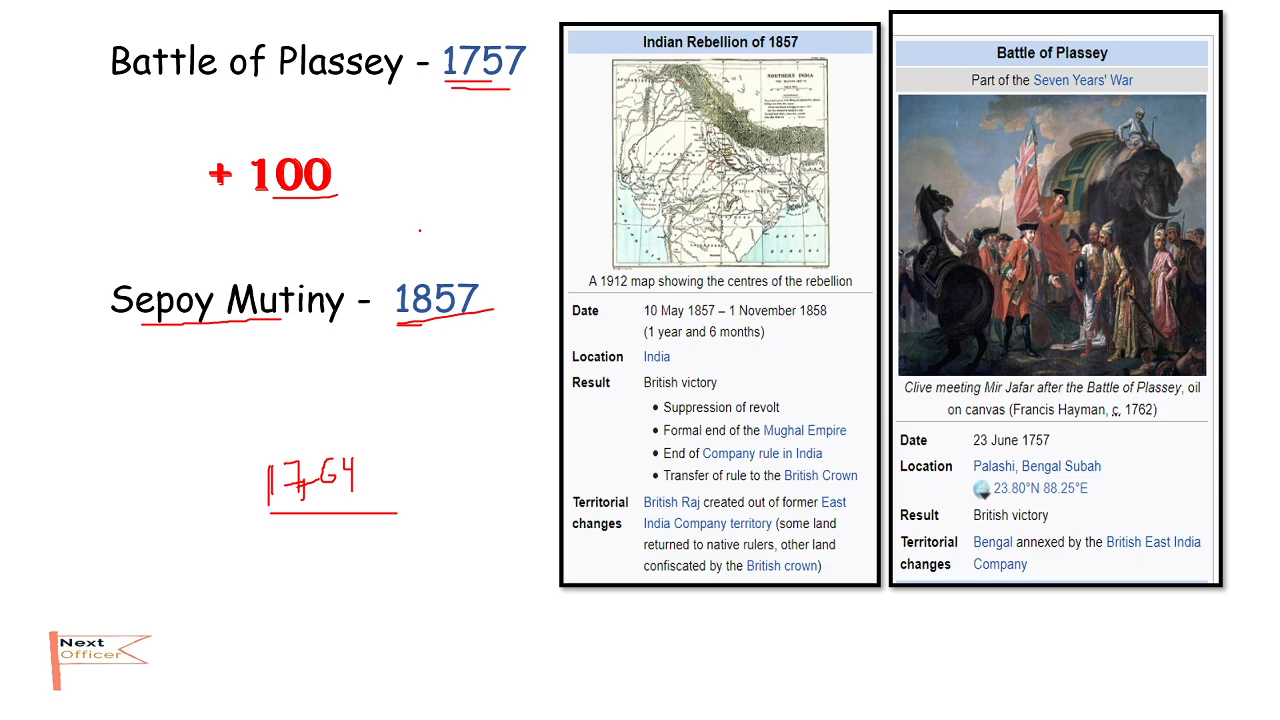 Battle of Plassey - 1757
+ 100
Sepoy Mutiny - 1857
1764
Next
Officer
Indian Rebellion of 1857
NORTHERN INDIA
A 1912 map showing the centres of the rebellion
Date 10 May 1857 – 1 November 1858
(1 year and 6 months)
Location India
Result British victory
• Suppression of revolt
• Formal end of the Mughal Empire
• End of Company rule in India
• Transfer of rule to the British Crown
Territorial British Raj created out of former East
changes India Company territory (some land
returned to native rulers, other land
confiscated by the British crown)
Battle of Plassey
Part of the Seven Years' War
Clive meeting Mir Jafar after the Battle of Plassey, oil
on canvas (Francis Hayman, c. 1762)
Date 23 June 1757
Location Palashi, Bengal Subah
23.80°N 88.25°E
Result British victory
Territorial Bengal annexed by the British East India
changes Company